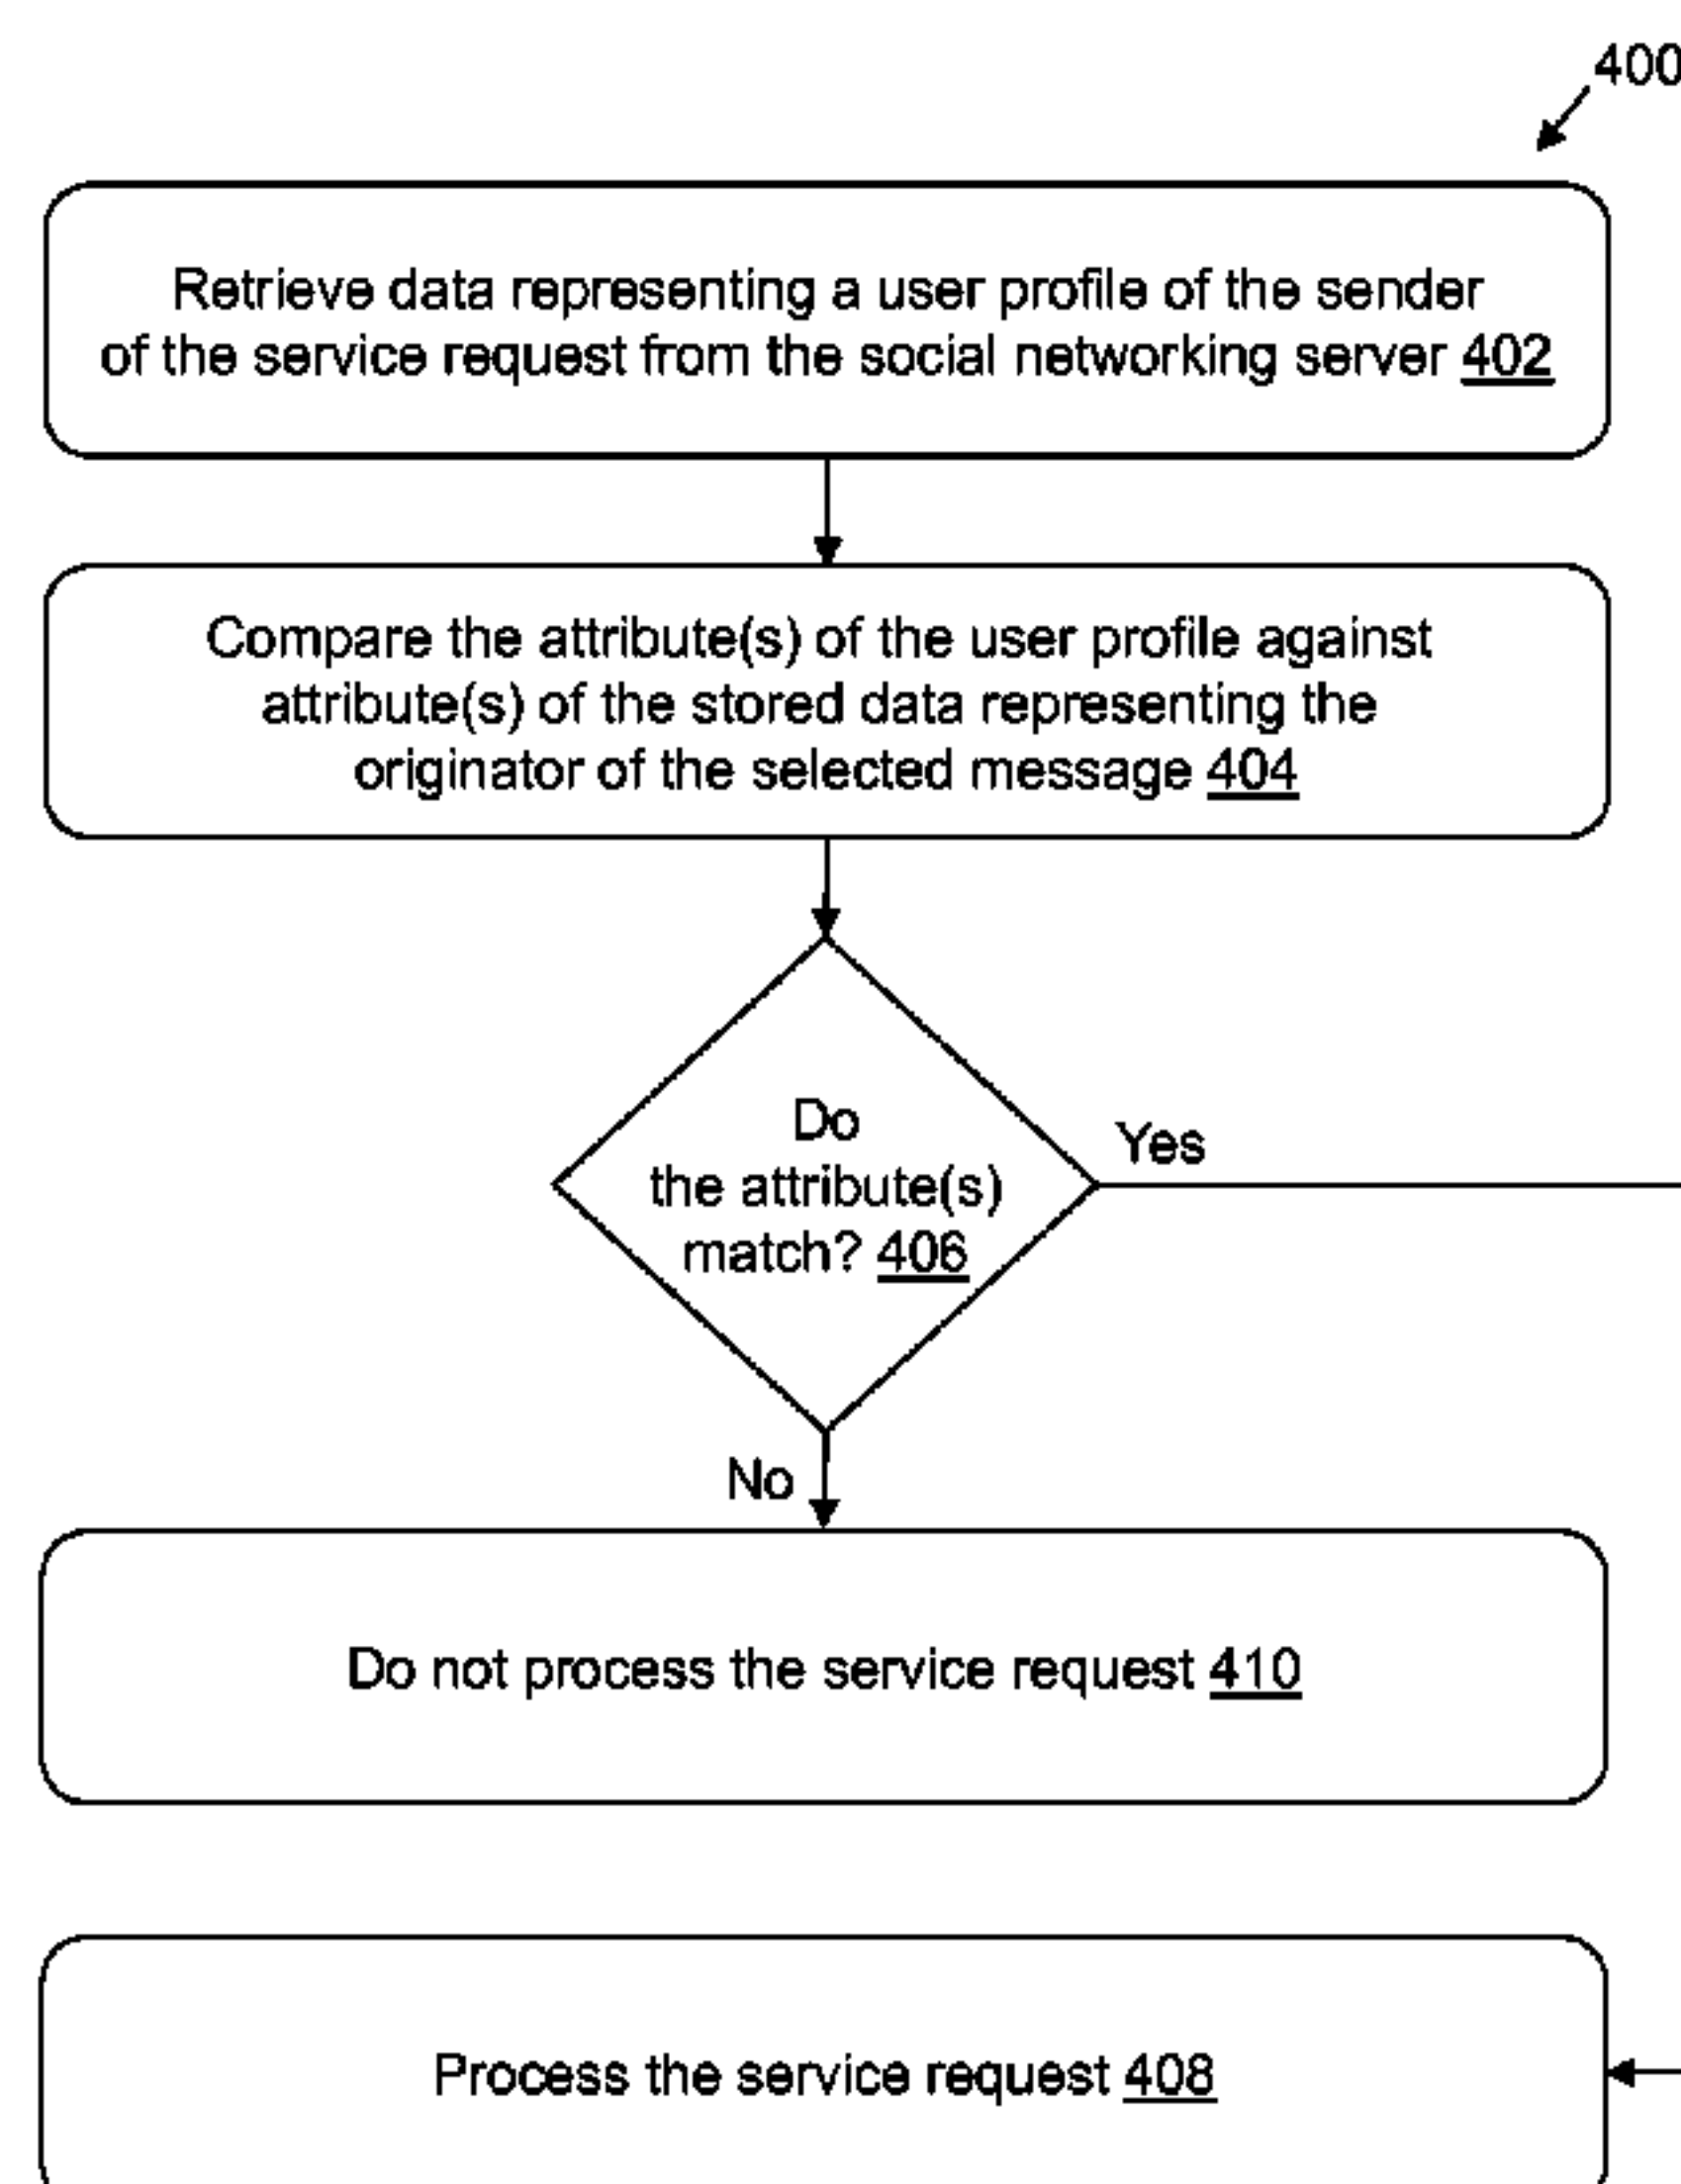 400
Retrieve data representing a user profile of the sender
of the service request from the social networking server 402
Compare the attribute(s) of the user profile against
attribute(s) of the stored data representing the
originator of the selected message 404
Do
the attribute(s)
match? 406
Yes
No
Do not process the service request 410
Process the service request 408